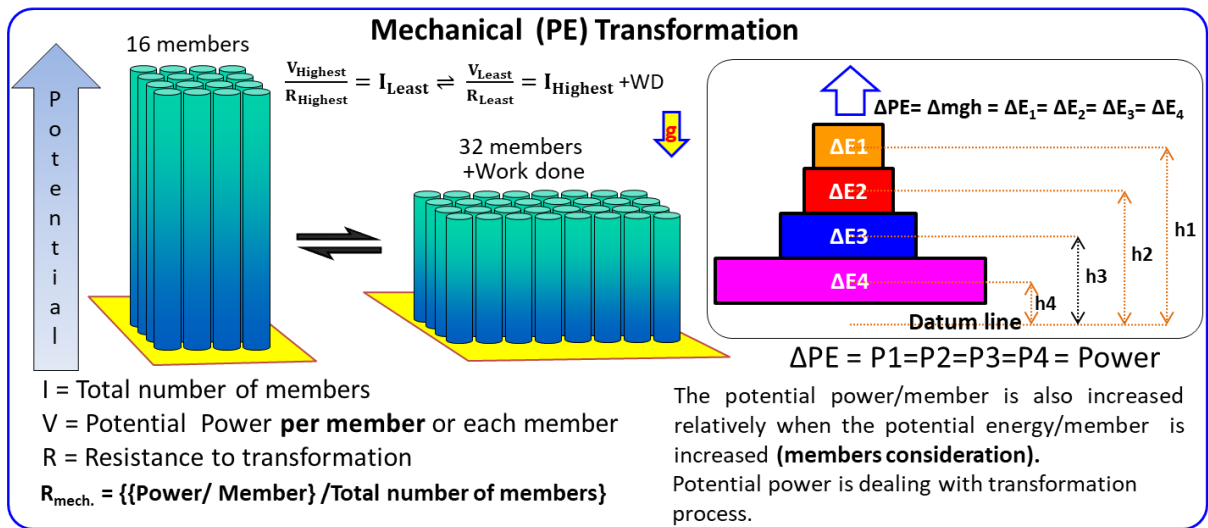 Mechanical (PE) Transformation
Potential
16 members
V_Highest/R_Highest = I_Least ⇌ V_Least/R_Least = I_Highest +WD
g
32 members
+Work done
ΔPE= Δmgh = ΔE₁= ΔE₂= ΔE₃= ΔE₄
ΔE1
ΔE2
ΔE3
ΔE4
h1
h2
h3
h4
Datum line
ΔPE = P1=P2=P3=P4 = Power
I = Total number of members
V = Potential Power per member or each member
R = Resistance to transformation
R_mech. = {{Power/ Member} /Total number of members}
The potential power/member is also increased
relatively when the potential energy/member is
increased (members consideration).
Potential power is dealing with transformation
process.